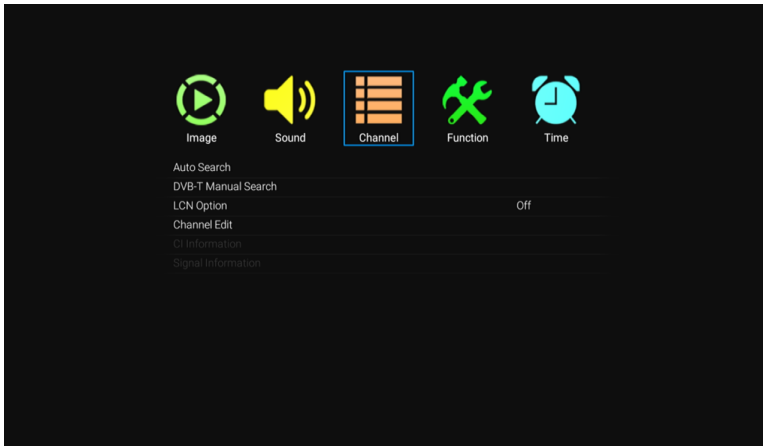 Image Sound Channel Function Time
Auto Search
DVB-T Manual Search
LCN Option Off
Channel Edit
CI Information
Signal Information